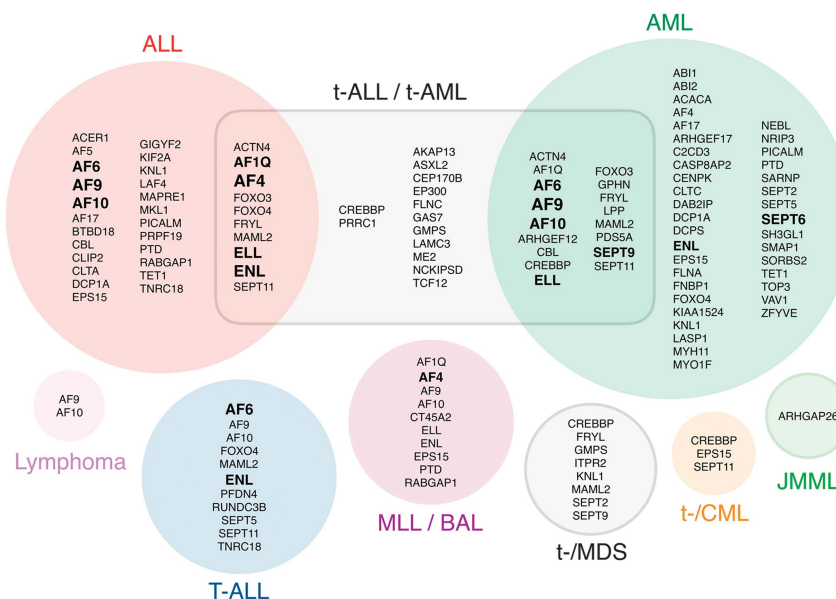 ALL
AML
t-ALL / t-AML
ACER1
AF5
AF6
AF9
AF10
AF17
BTBD18
CBL
CLIP2
CLTA
DCP1A
EPS15
GIGYF2
KIF2A
KNL1
LAF4
MAPRE1
MKL1
PICALM
PRPF19
PTD
RABGAP1
TET1
TNRC18
ACTN4
AF1Q
AF4
FOXO3
FOXO4
FRYL
MAML2
ELL
ENL
SEPT11
CREBBP
PRRC1
AKAP13
ASXL2
CEP170B
EP300
FLNC
GAS7
GMPS
LAMC3
ME2
NCKIPSD
TCF12
ACTN4
AF1Q
AF6
AF9
AF10
ARHGEF12
CBL
CREBBP
ELL
FOXO3
GPHN
FRYL
LPP
MAML2
PDS5A
SEPT9
SEPT11
ABI1
ABI2
ACACA
AF4
AF17
ARHGEF17
C2CD3
CASP8AP2
CENPK
CLTC
DAB2IP
DCP1A
DCPS
ENL
EPS15
FLNA
FNBP1
FOXO4
KIAA1524
KNL1
LASP1
MYH11
MYO1F
NEBL
NRIP3
PICALM
PTD
SARNP
SEPT2
SEPT5
SEPT6
SH3GL1
SMAP1
SORBS2
TET1
TOP3
VAV1
ZFYVE
AF9
AF10
Lymphoma
AF6
AF9
AF10
FOXO4
MAML2
ENL
PFDN4
RUNDC3B
SEPT5
SEPT11
TNRC18
T-ALL
AF1Q
AF4
AF9
AF10
CT45A2
ELL
ENL
EPS15
PTD
RABGAP1
MLL / BAL
CREBBP
FRYL
GMPS
ITPR2
KNL1
MAML2
SEPT2
SEPT9
t-/MDS
CREBBP
EPS15
SEPT11
t-/CML
ARHGAP26
JMML